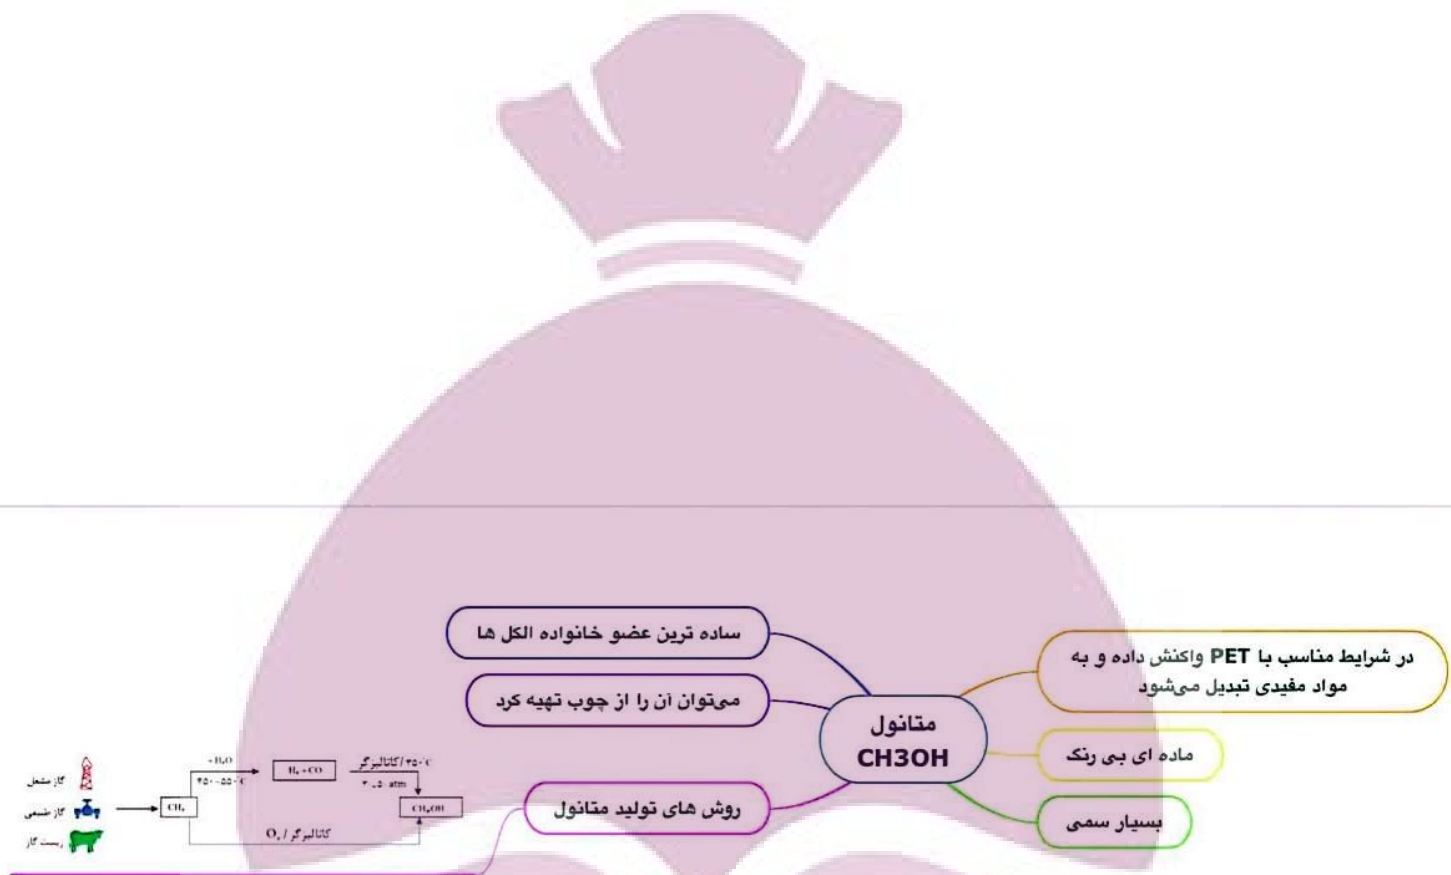 در شرایط مناسب با PET واکنش داده و به
مواد مفیدی تبدیل می‌شود
ماده ای بی رنگ
بسیار سمی
متانول
CH3OH
ساده ترین عضو خانواده الکل ها
می‌توان آن را از چوب تهیه کرد
روش های تولید متانول
گاز مشعل
گاز طبیعی
زیست گاز
CH₄
+H₂O
H₂+CO
کاتالیزگر/۳۵۰°C
CH₃OH
O₂ / کاتالیزگر